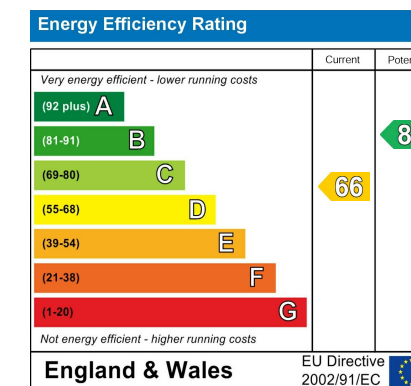 Energy Efficiency Rating
Current
Very energy efficient - lower running costs
(92 plus) A
(81-91) B
(69-80) C
(55-68) D
(39-54) E
(21-38) F
(1-20) G
66
Not energy efficient - higher running costs
England & Wales
EU Directive
2002/91/EC